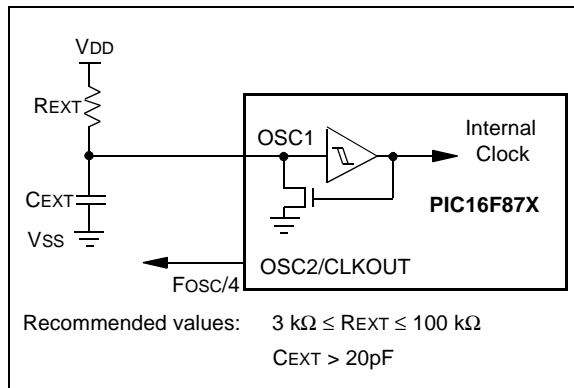 VDD
REXT
OSC1
Internal
Clock
CEXT
PIC16F87X
VSS
OSC2/CLKOUT
FOSC/4
Recommended values: 3 kΩ ≤ REXT ≤ 100 kΩ
CEXT > 20pF